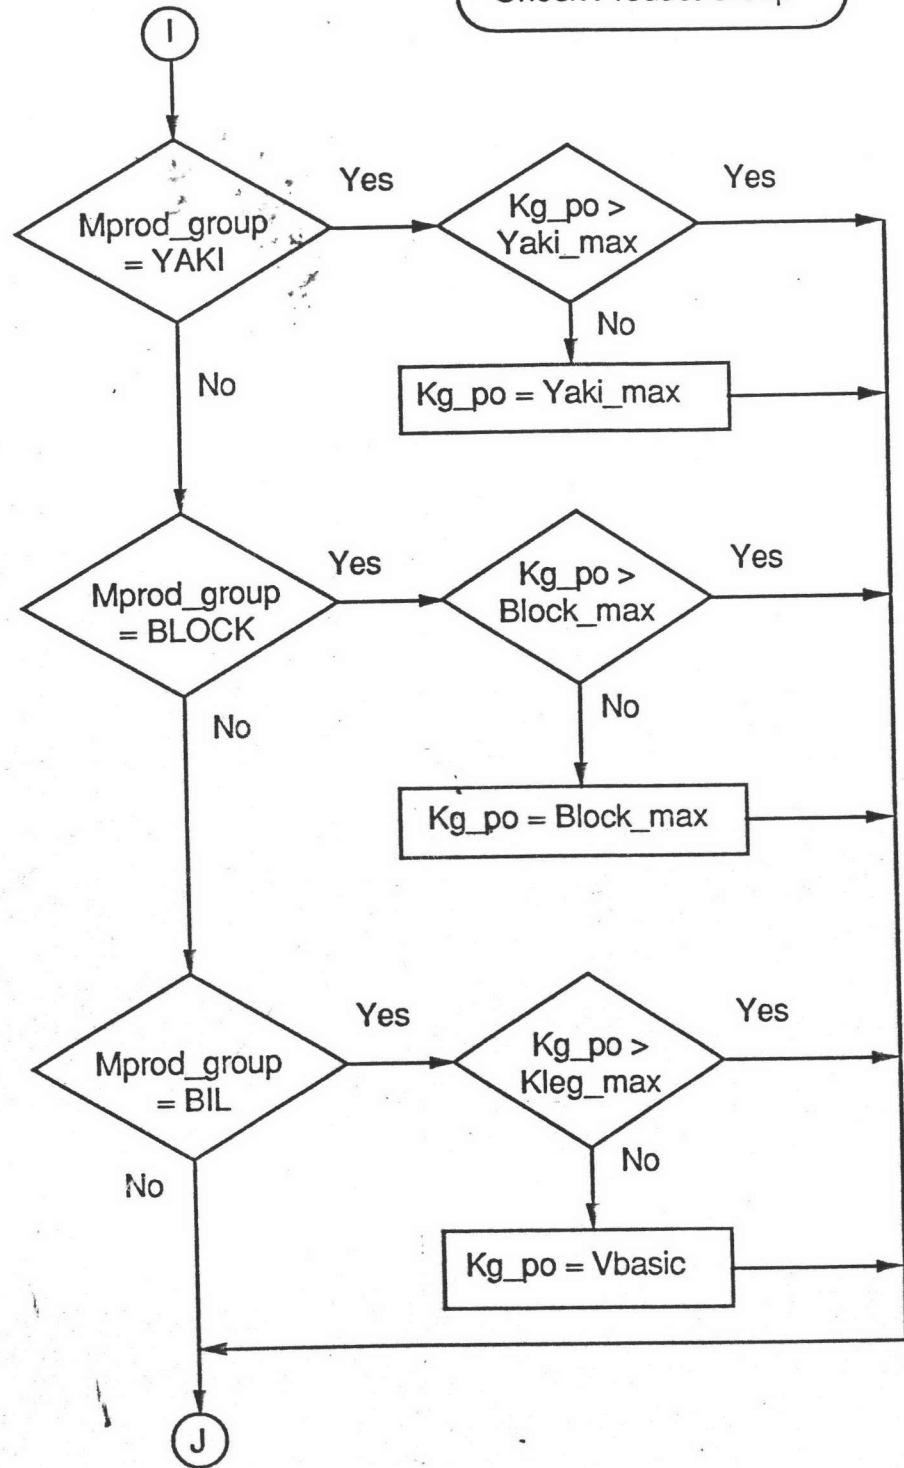 I
Mprod_group
= YAKI
Yes
Kg_po >
Yaki_max
Yes
No
Kg_po = Yaki_max
No
Mprod_group
= BLOCK
Yes
Kg_po >
Block_max
Yes
No
Kg_po = Block_max
No
Mprod_group
= BIL
Yes
Kg_po >
Kleg_max
Yes
No
Kg_po = Vbasic
No
J